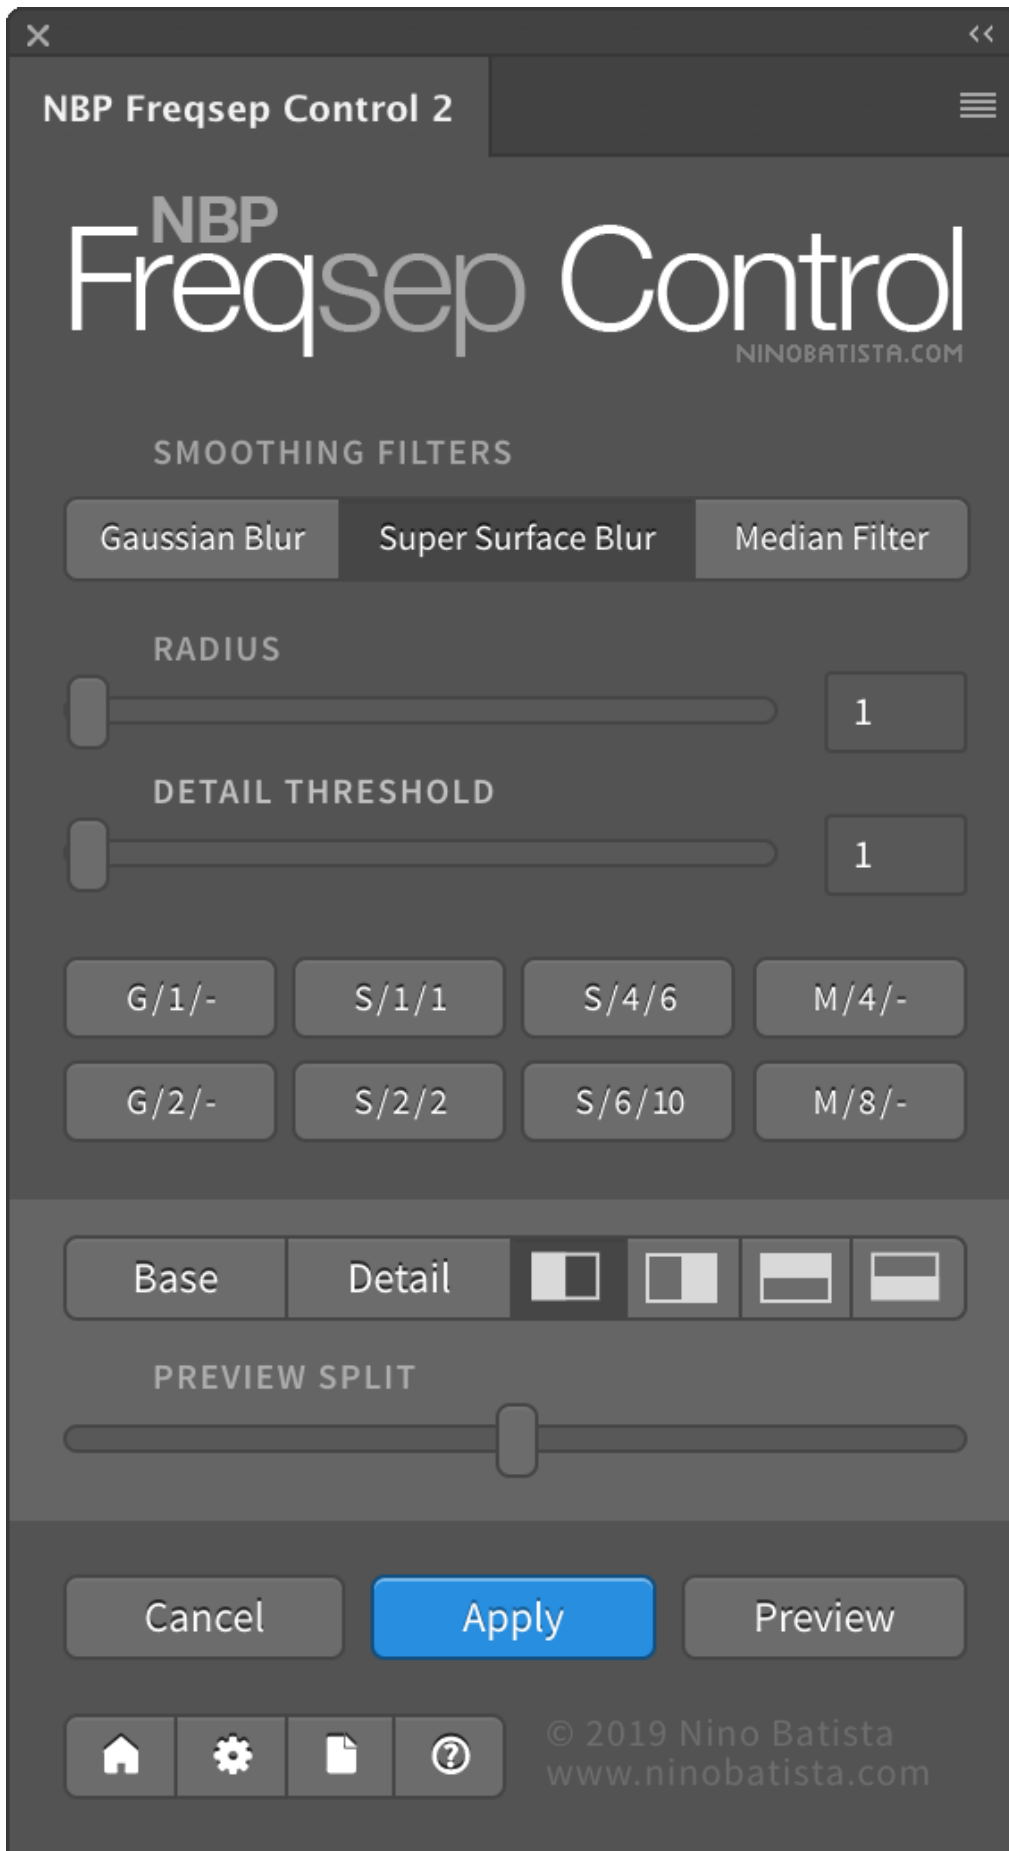 NBP Freqsep Control 2
NBP
Freqsep Control
NINOBATISTA.COM
SMOOTHING FILTERS
Gaussian Blur Super Surface Blur Median Filter
RADIUS
1
DETAIL THRESHOLD
1
G/1/- S/1/1 S/4/6 M/4/-
G/2/- S/2/2 S/6/10 M/8/-
Base Detail
PREVIEW SPLIT
Cancel Apply Preview
© 2019 Nino Batista
www.ninobatista.com